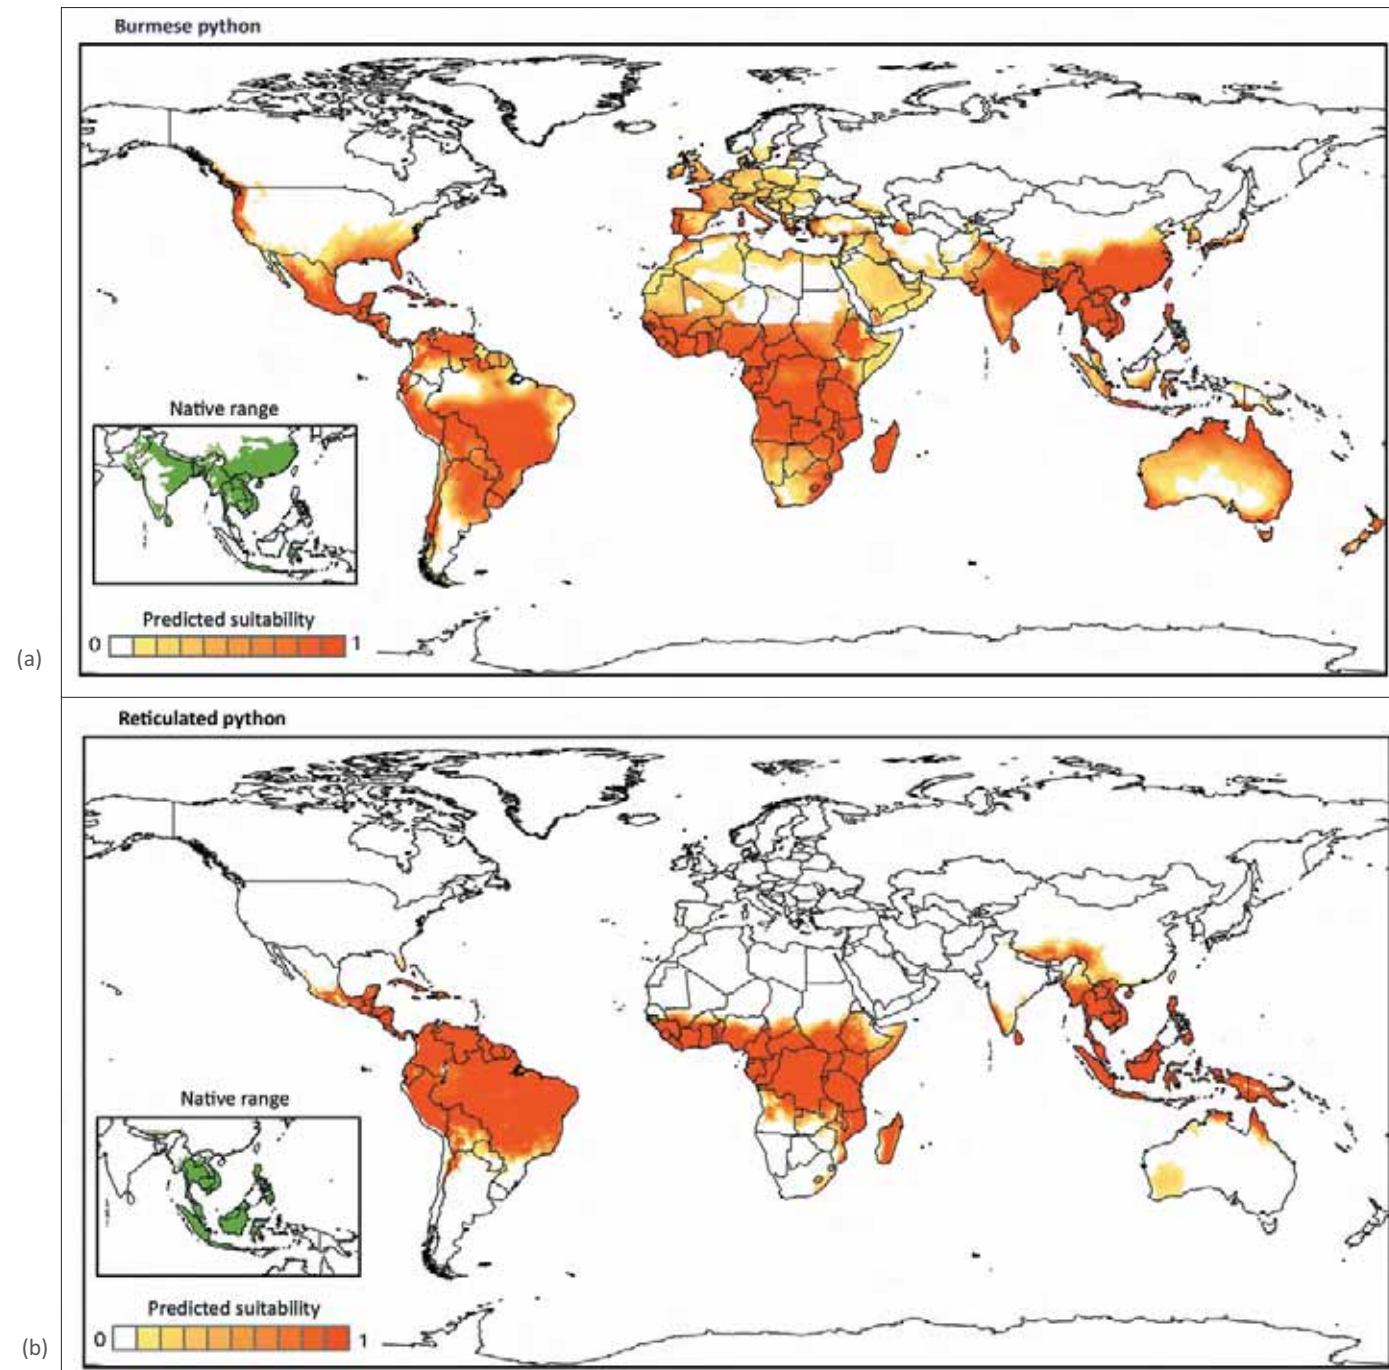 Burmese python
Native range
Predicted suitability
0 1
(a)
Reticulated python
Native range
Predicted suitability
0 1
(b)